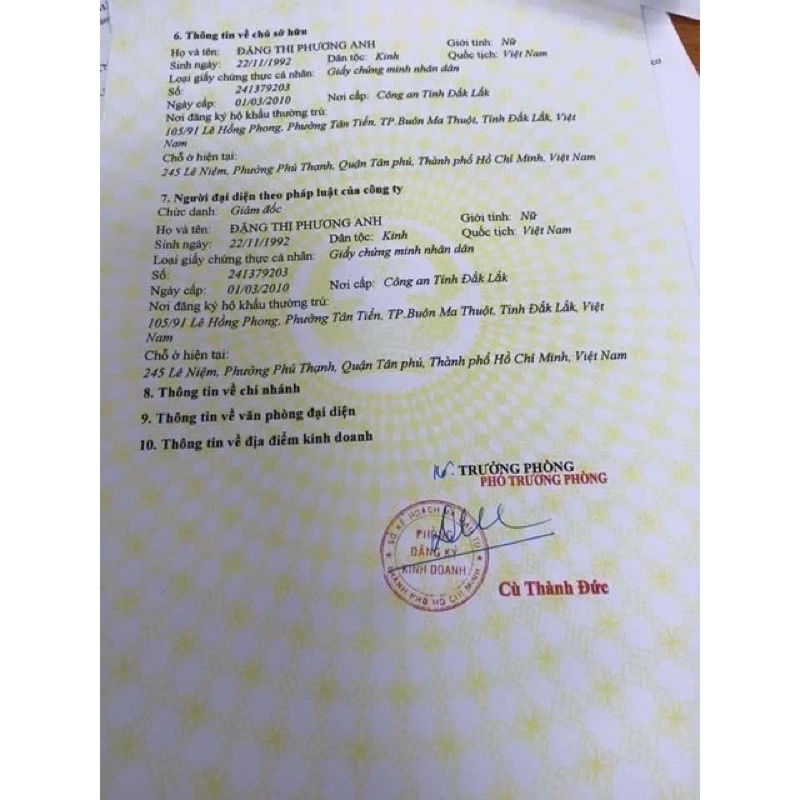 6. Thông tin về chủ sở hữu
Họ và tên: ĐẶNG THỊ PHƯƠNG ANH Giới tính: Nữ
Sinh ngày: 22/11/1992 Dân tộc: Kinh Quốc tịch: Việt Nam
Loại giấy chứng thực cá nhân: Giấy chứng minh nhân dân
Số: 241379203
Ngày cấp: 01/03/2010 Nơi cấp: Công an Tỉnh Đắk Lắk
Nơi đăng ký hộ khẩu thường trú:
105/91 Lê Hồng Phong, Phường Tân Tiến, TP.Buôn Ma Thuột, Tỉnh Đắk Lắk, Việt
Nam
Chỗ ở hiện tại:
245 Lê Niệm, Phường Phú Thạnh, Quận Tân phú, Thành phố Hồ Chí Minh, Việt Nam
7. Người đại diện theo pháp luật của công ty
Chức danh: Giám đốc
Họ và tên: ĐẶNG THỊ PHƯƠNG ANH Giới tính: Nữ
Sinh ngày: 22/11/1992 Dân tộc: Kinh Quốc tịch: Việt Nam
Loại giấy chứng thực cá nhân: Giấy chứng minh nhân dân
Số: 241379203
Ngày cấp: 01/03/2010 Nơi cấp: Công an Tỉnh Đắk Lắk
Nơi đăng ký hộ khẩu thường trú:
105/91 Lê Hồng Phong, Phường Tân Tiến, TP.Buôn Ma Thuột, Tỉnh Đắk Lắk, Việt
Nam
Chỗ ở hiện tại:
245 Lê Niệm, Phường Phú Thạnh, Quận Tân phú, Thành phố Hồ Chí Minh, Việt Nam
8. Thông tin về chi nhánh
9. Thông tin về văn phòng đại diện
10. Thông tin về địa điểm kinh doanh
TRƯỞNG PHÒNG
PHÓ TRƯỞNG PHÒNG
SỞ KẾ HOẠCH VÀ ĐẦU TƯ
PHÒNG
ĐĂNG KÝ
KINH DOANH
THÀNH PHỐ HỒ CHÍ MINH
Cù Thành Đức